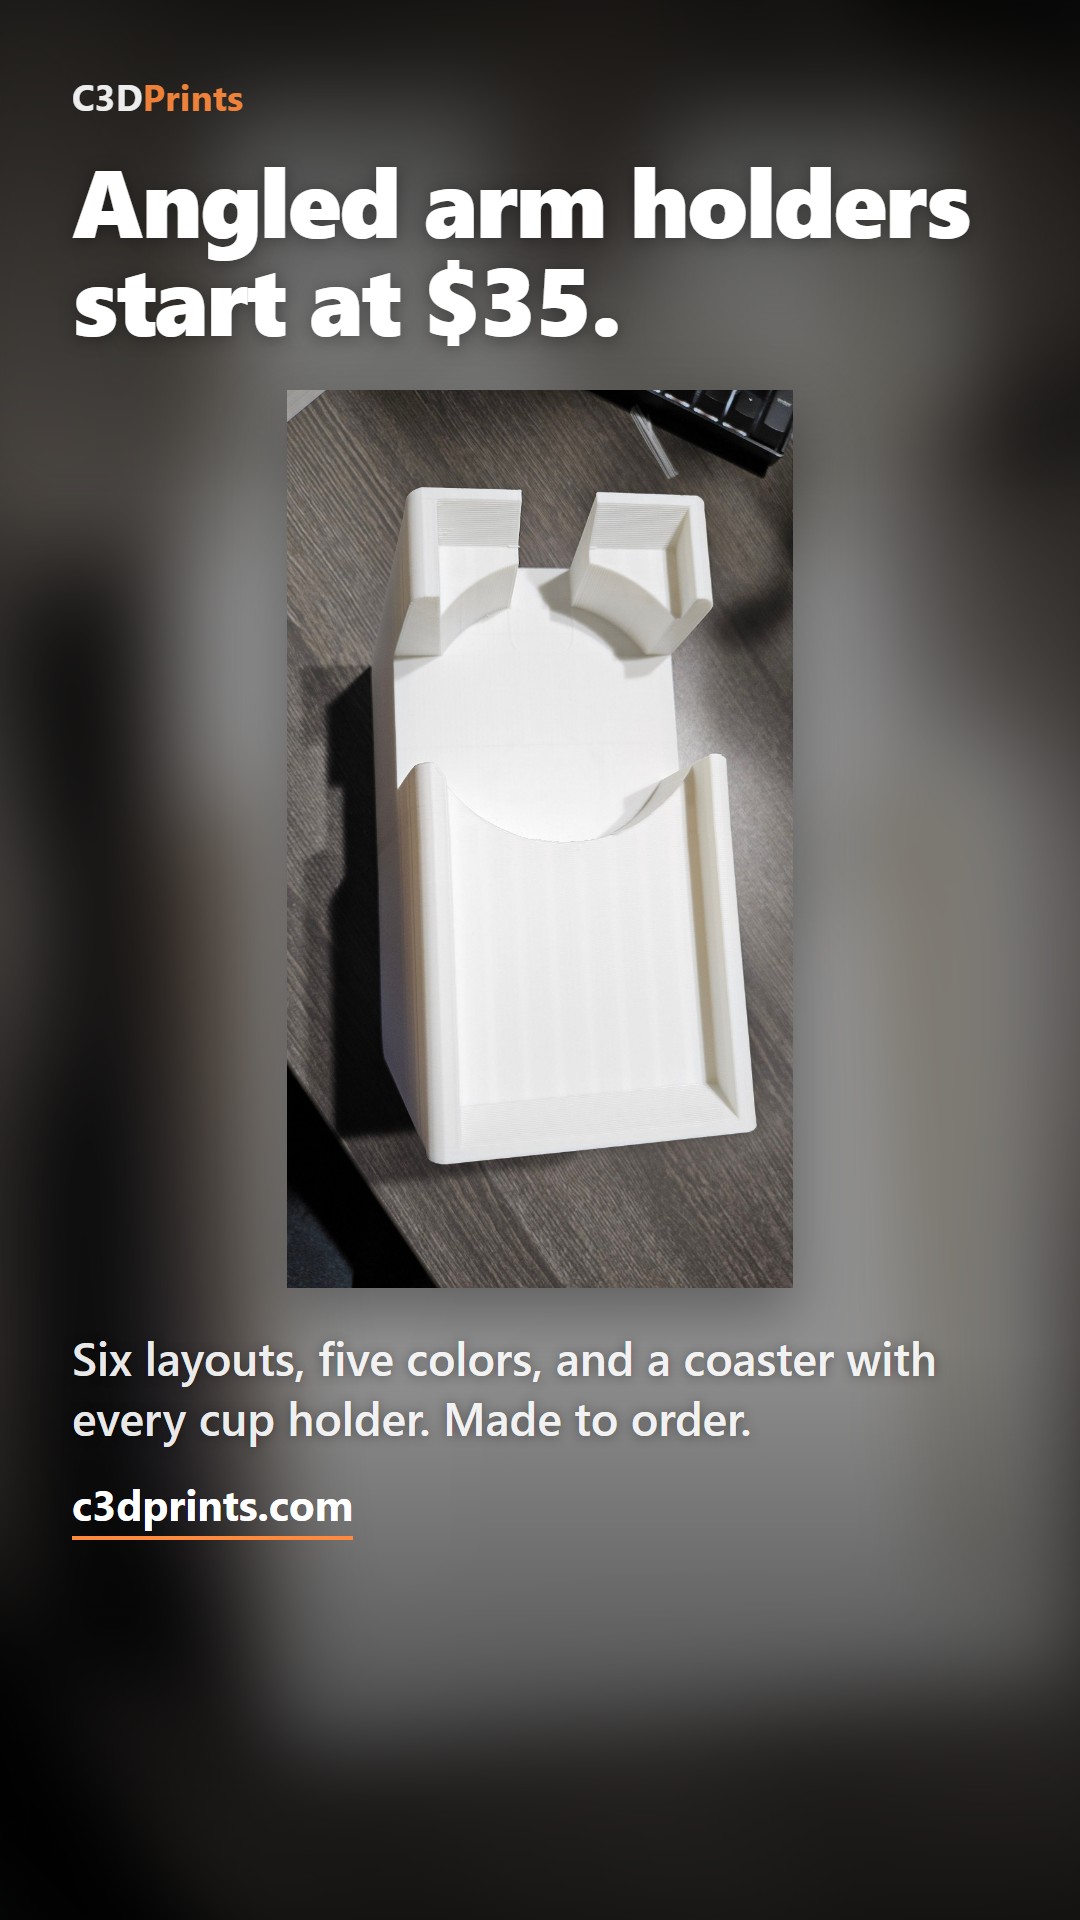 C3DPrints
Angled arm holders
start at $35.
Six layouts, five colors, and a coaster with
every cup holder. Made to order.
c3dprints.com